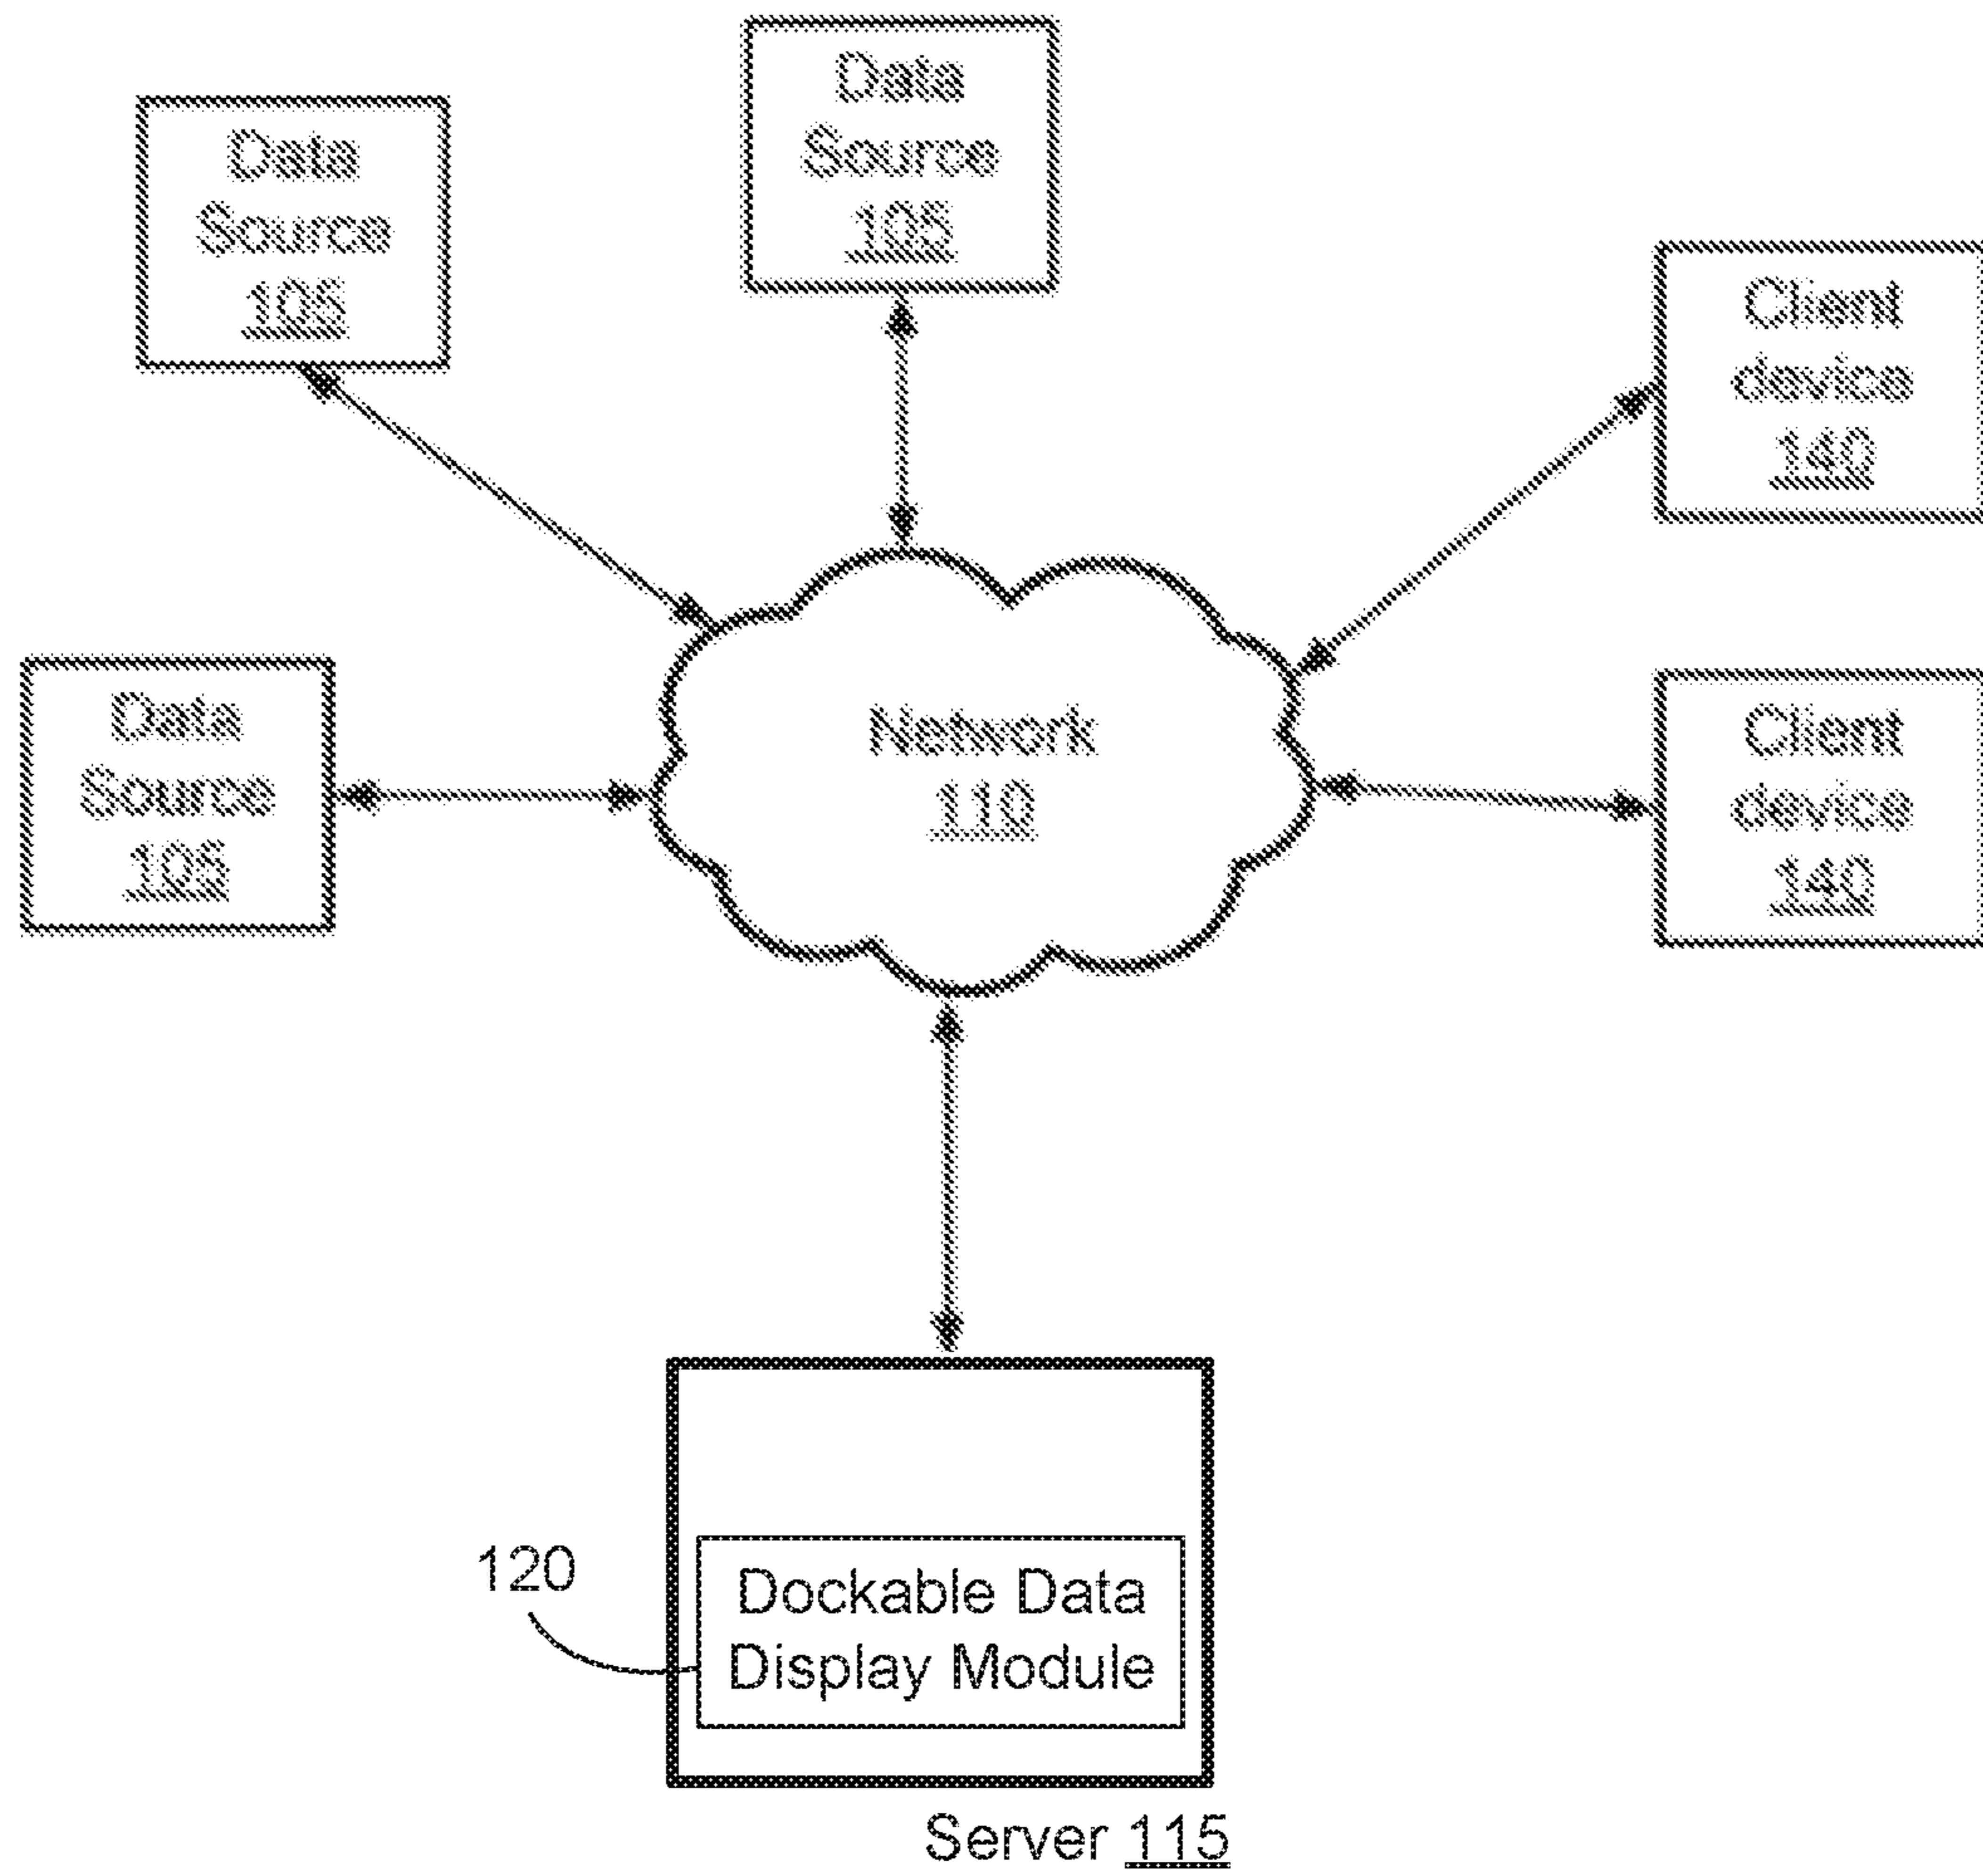 Data
Source
105
Data
Source
105
Client
device
140
Data
Source
105
Network
110
Client
device
140
120
Dockable Data
Display Module
Server 115